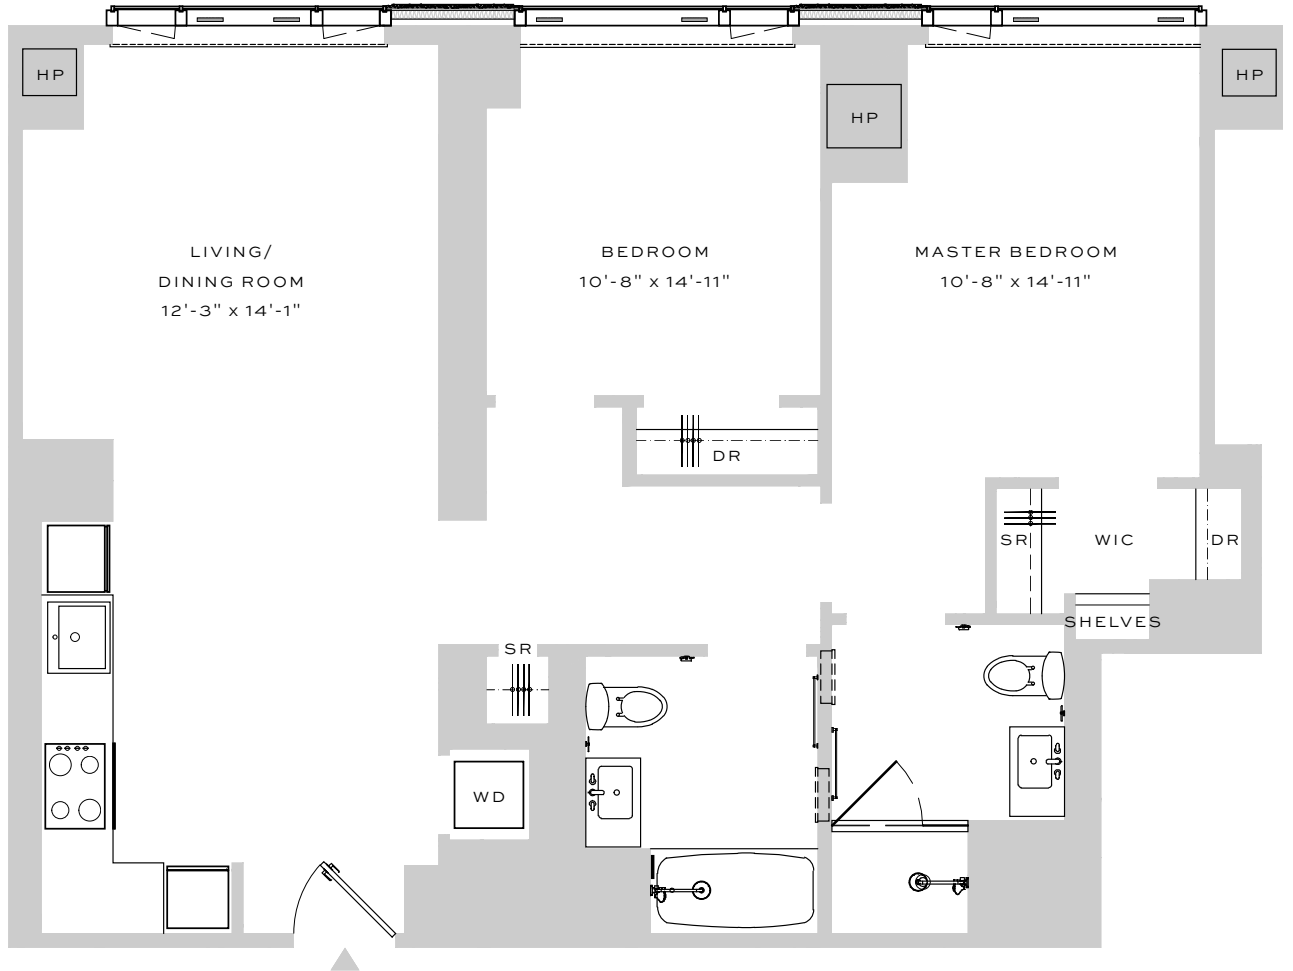 HP
HP
HP
LIVING/
DINING ROOM
12'-3" x 14'-1"
BEDROOM
10'-8" x 14'-11"
MASTER BEDROOM
10'-8" x 14'-11"
DR
SR
WIC
DR
SHELVES
SR
WD